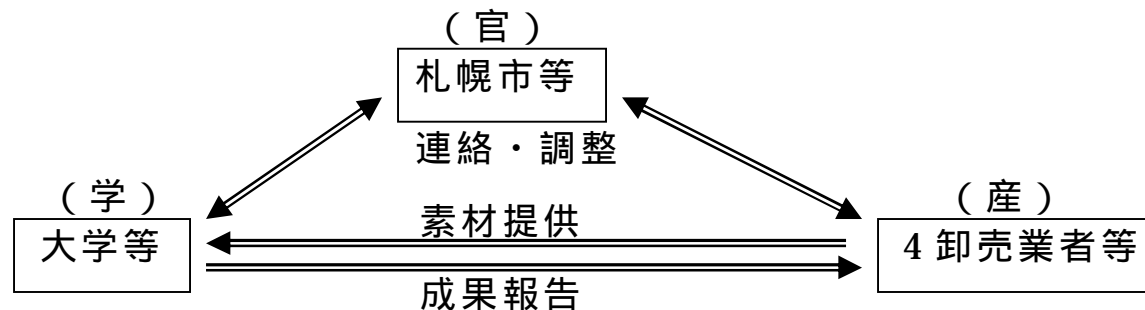 (官)
札幌市等
連絡・調整
(学)
大学等
素材提供
成果報告
(産)
4卸売業者等